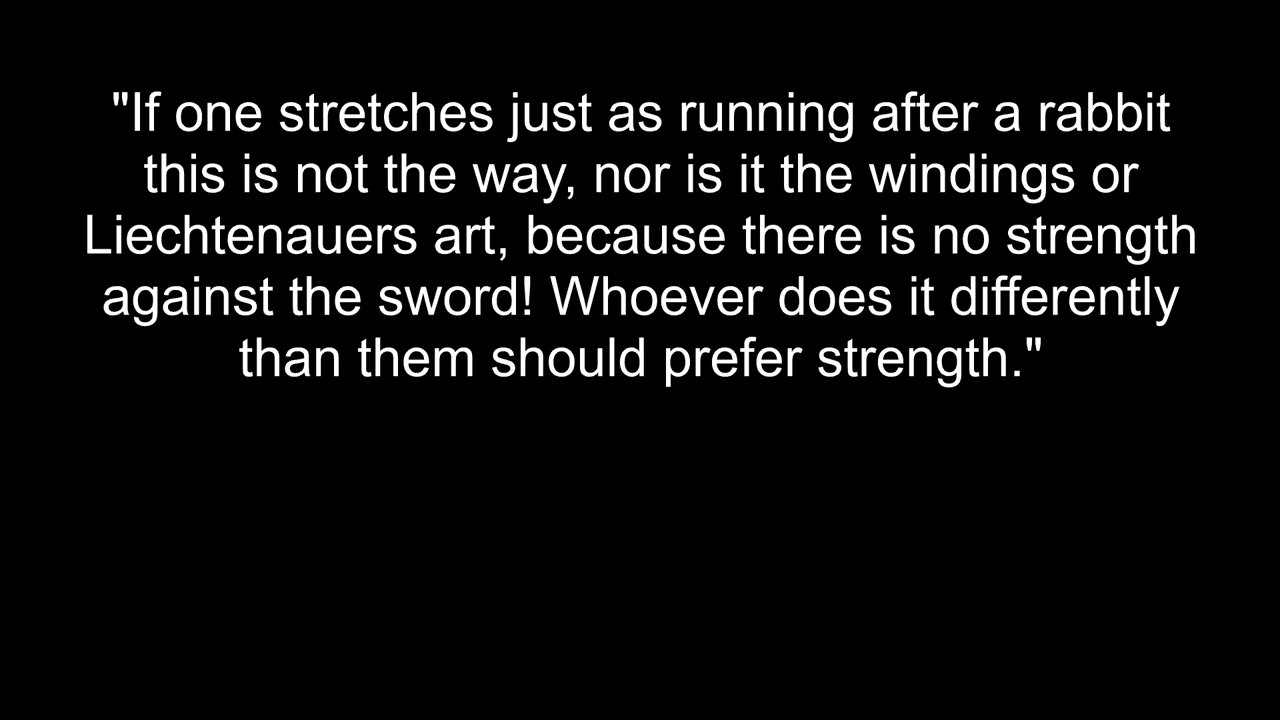 "If one stretches just as running after a rabbit
this is not the way, nor is it the windings or
Liechtenauers art, because there is no strength
against the sword! Whoever does it differently
than them should prefer strength."